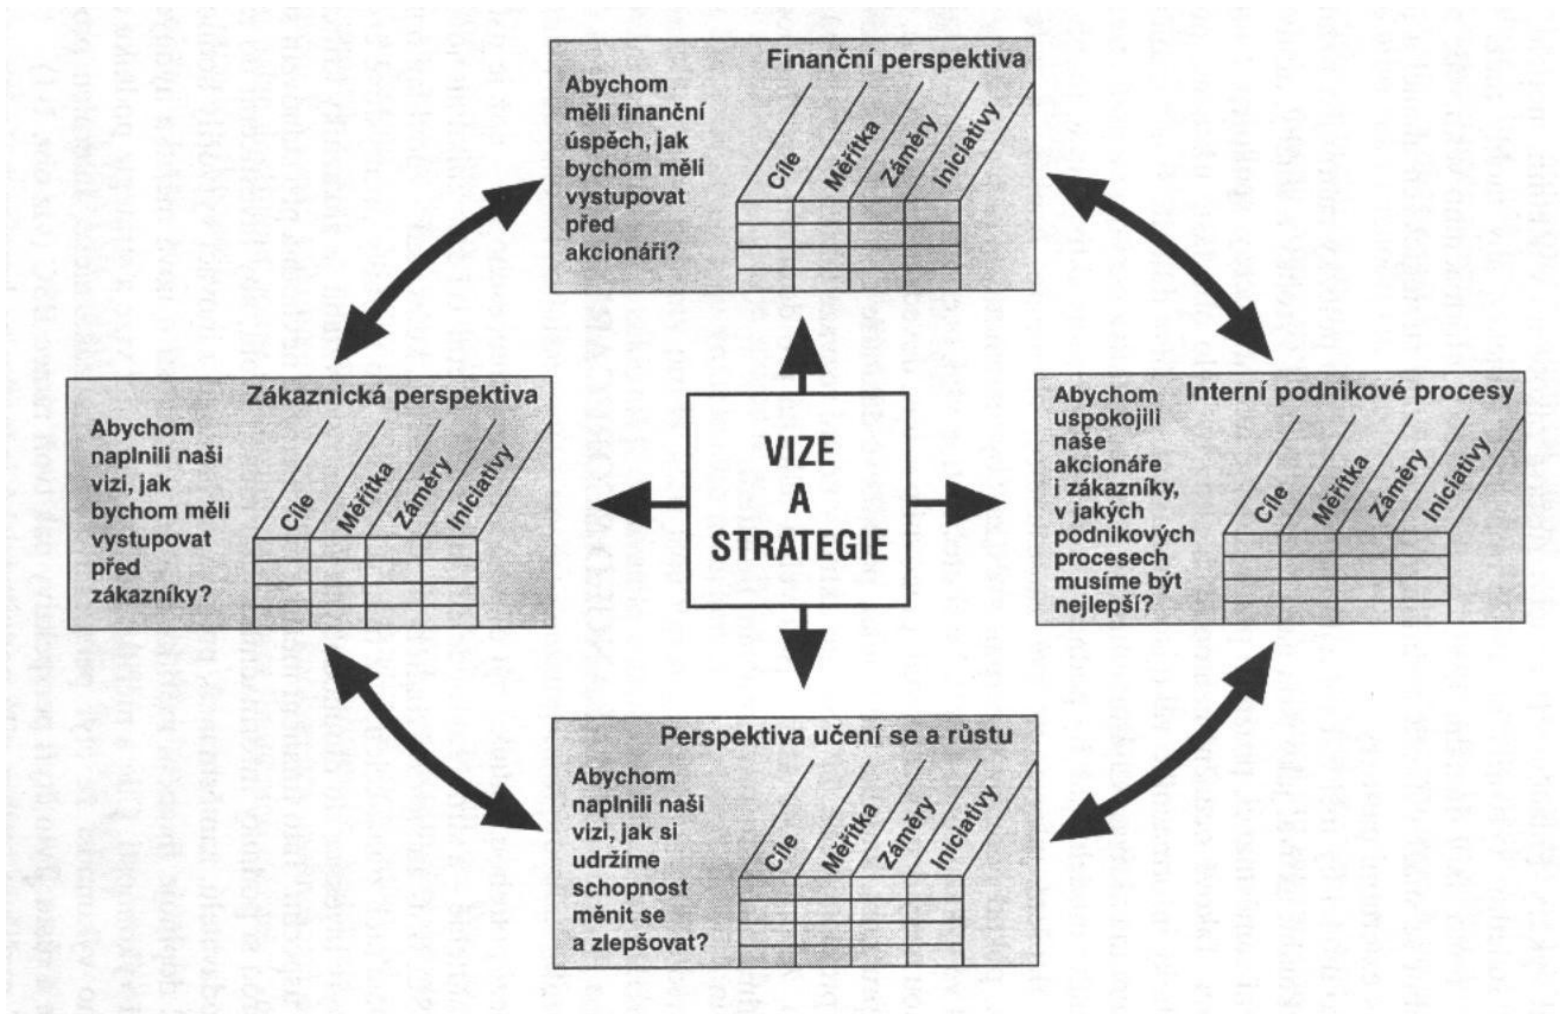 Finanční perspektiva
Abychom
měli finanční
úspěch, jak
bychom měli
vystupovat
před
akcionáři?
Cíle
Měřítka
Záměry
Iniciativy
Zákaznická perspektiva
Abychom
naplnili naši
vizi, jak
bychom měli
vystupovat
před
zákazníky?
Cíle
Měřítka
Záměry
Iniciativy
VIZE
A
STRATEGIE
Interní podnikové procesy
Abychom
uspokojili
naše
akcionáře
i zákazníky,
v jakých
podnikových
procesech
musíme být
nejlepší?
Cíle
Měřítka
Záměry
Iniciativy
Perspektiva učení se a růstu
Abychom
naplnili naši
vizi, jak si
udržíme
schopnost
měnit se
a zlepšovat?
Cíle
Měřítka
Záměry
Iniciativy